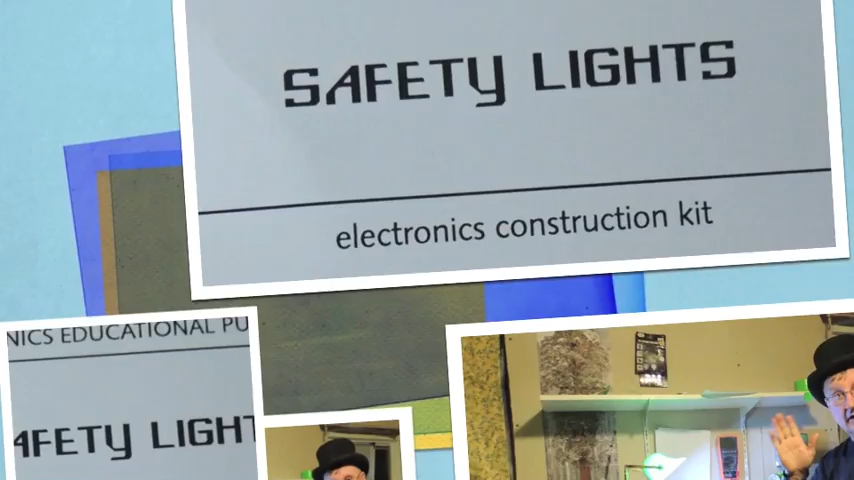 SAFETY LIGHTS
electronics construction kit
NICS EDUCATIONAL PU
AFETY LIGHT